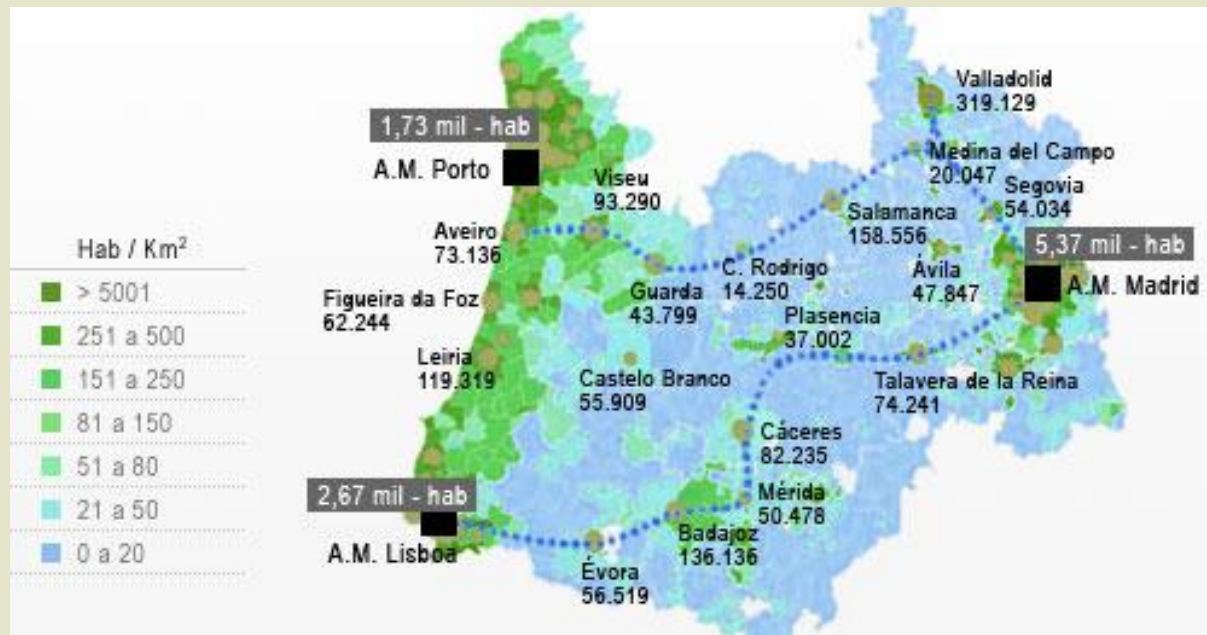 Valladolid
319.129
1,73 mil - hab
A.M. Porto
Medina del Campo
20.047
Viseu
93.290
Segovia
54.034
Salamanca
158.556
Aveiro
73.136
5,37 mil - hab
A.M. Madrid
Hab / Km²
> 5001
251 a 500
151 a 250
81 a 150
51 a 80
21 a 50
0 a 20
C. Rodrigo
14.250
Ávila
47.847
Guarda
43.799
Figueira da Foz
62.244
Plasencia
37.002
Leiria
119.319
Castelo Branco
55.909
Talavera de la Reina
74.241
Cáceres
82.235
2,67 mil - hab
A.M. Lisboa
Mérida
50.478
Badajoz
136.136
Évora
56.519